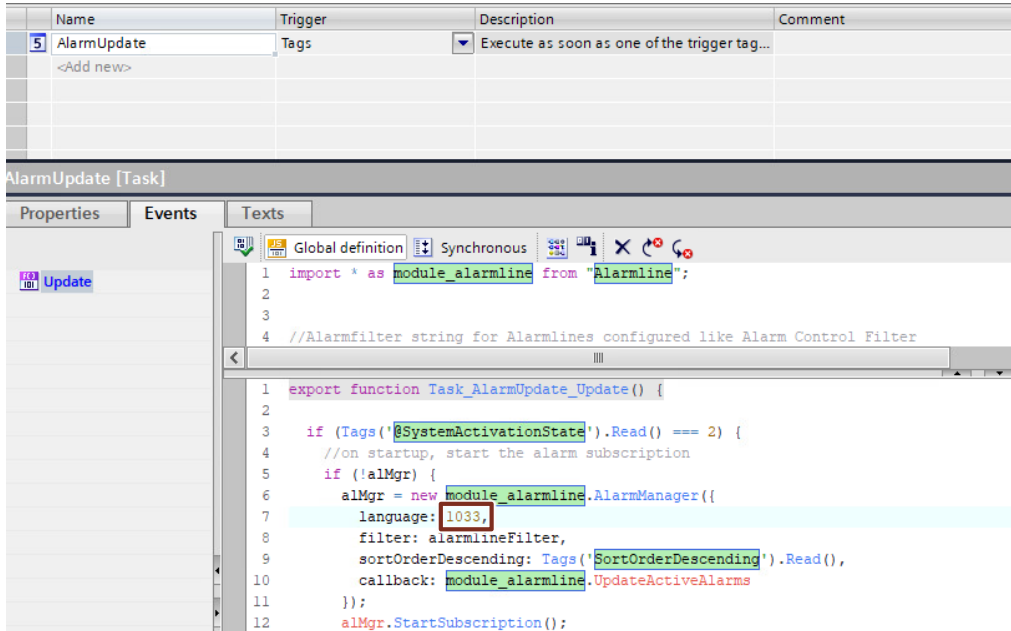 Name Trigger Description Comment
5 AlarmUpdate Tags Execute as soon as one of the trigger tag...
<Add new>
AlarmUpdate [Task]
Properties Events Texts
Global definition Synchronous
Update
1 import * as module_alarmline from "Alarmline";
2
3
4 //Alarmfilter string for Alarmlines configured like Alarm Control Filter
1 export function Task_AlarmUpdate_Update() {
2
3 if (Tags('@SystemActivationState').Read() === 2) {
4 //on startup, start the alarm subscription
5 if (!alMgr) {
6 alMgr = new module_alarmline.AlarmManager({
7 language: 1033,
8 filter: alarmlineFilter,
9 sortOrderDescending: Tags('SortOrderDescending').Read(),
10 callback: module_alarmline.UpdateActiveAlarms
11 });
12 alMgr.StartSubscription();